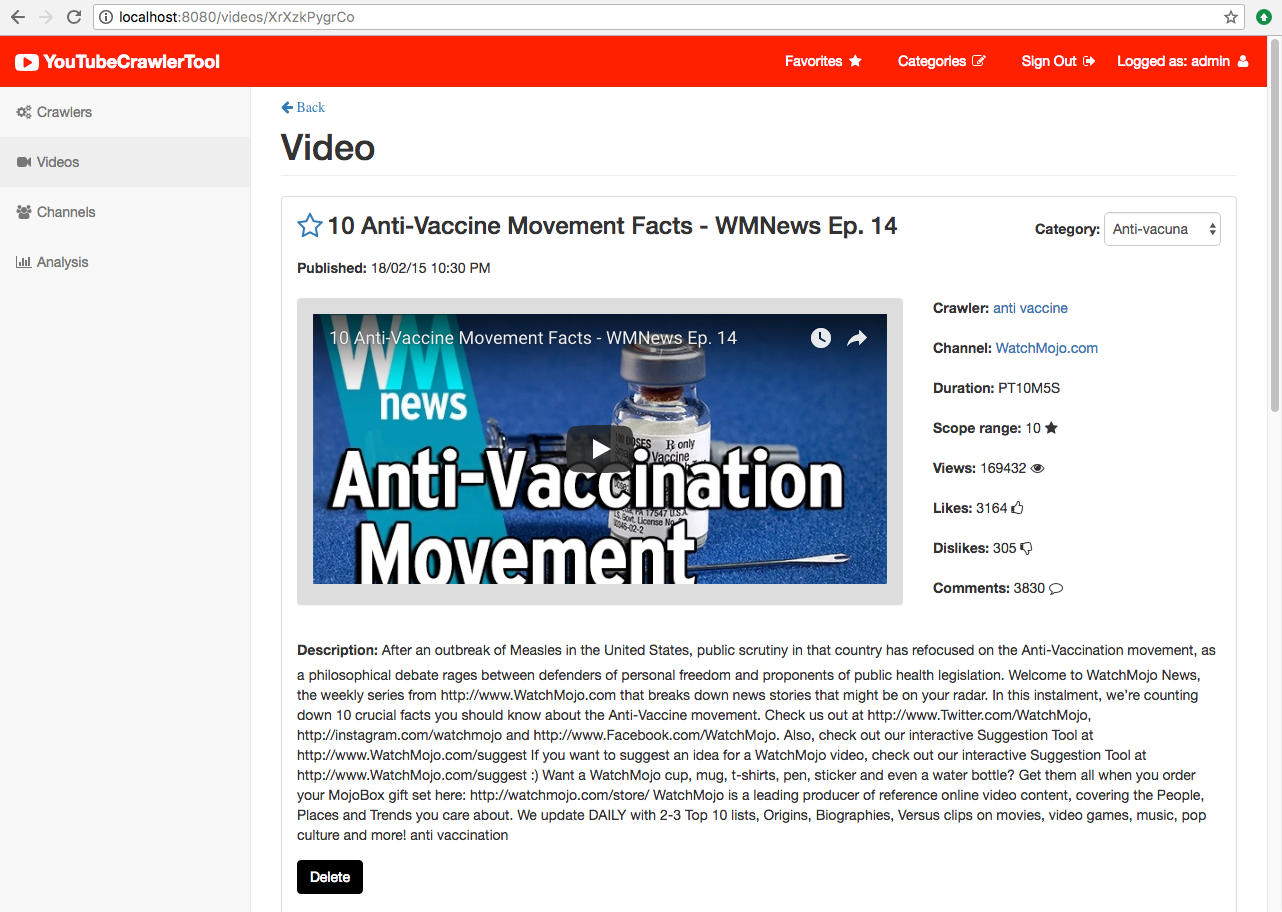 localhost:8080/videos/XrXzkPygrCo
YouTubeCrawlerTool
Favorites
Categories
Sign Out
Logged as: admin
Crawlers
Videos
Channels
Analysis
Back
Video
10 Anti-Vaccine Movement Facts - WMNews Ep. 14
Category: Anti-vacuna
Published: 18/02/15 10:30 PM
10 Anti-Vaccine Movement Facts - WMNews Ep. 14
WM
news
Rx only
Vaccine
Anti-Vaccination
Movement
Crawler: anti vaccine
Channel: WatchMojo.com
Duration: PT10M5S
Scope range: 10
Views: 169432
Likes: 3164
Dislikes: 305
Comments: 3830
Description: After an outbreak of Measles in the United States, public scrutiny in that country has refocused on the Anti-Vaccination movement, as
a philosophical debate rages between defenders of personal freedom and proponents of public health legislation. Welcome to WatchMojo News,
the weekly series from http://www.WatchMojo.com that breaks down news stories that might be on your radar. In this instalment, we're counting
down 10 crucial facts you should know about the Anti-Vaccine movement. Check us out at http://www.Twitter.com/WatchMojo,
http://instagram.com/watchmojo and http://www.Facebook.com/WatchMojo. Also, check out our interactive Suggestion Tool at
http://www.WatchMojo.com/suggest If you want to suggest an idea for a WatchMojo video, check out our interactive Suggestion Tool at
http://www.WatchMojo.com/suggest :) Want a WatchMojo cup, mug, t-shirts, pen, sticker and even a water bottle? Get them all when you order
your MojoBox gift set here: http://watchmojo.com/store/ WatchMojo is a leading producer of reference online video content, covering the People,
Places and Trends you care about. We update DAILY with 2-3 Top 10 lists, Origins, Biographies, Versus clips on movies, video games, music, pop
culture and more! anti vaccination
Delete